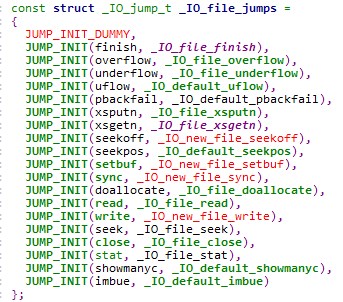 const struct _IO_jump_t _IO_file_jumps =
{
JUMP_INIT_DUMMY,
JUMP_INIT(finish, _IO_file_finish),
JUMP_INIT(overflow, _IO_file_overflow),
JUMP_INIT(underflow, _IO_file_underflow),
JUMP_INIT(uflow, _IO_default_uflow),
JUMP_INIT(pbackfail, _IO_default_pbackfail),
JUMP_INIT(xsputn, _IO_file_xsputn),
JUMP_INIT(xsgetn, _IO_file_xsgetn),
JUMP_INIT(seekoff, _IO_new_file_seekoff),
JUMP_INIT(seekpos, _IO_default_seekpos),
JUMP_INIT(setbuf, _IO_new_file_setbuf),
JUMP_INIT(sync, _IO_new_file_sync),
JUMP_INIT(doallocate, _IO_file_doallocate),
JUMP_INIT(read, _IO_file_read),
JUMP_INIT(write, _IO_new_file_write),
JUMP_INIT(seek, _IO_file_seek),
JUMP_INIT(close, _IO_file_close),
JUMP_INIT(stat, _IO_file_stat),
JUMP_INIT(showmanyc, _IO_default_showmanyc),
JUMP_INIT(imbue, _IO_default_imbue)
};